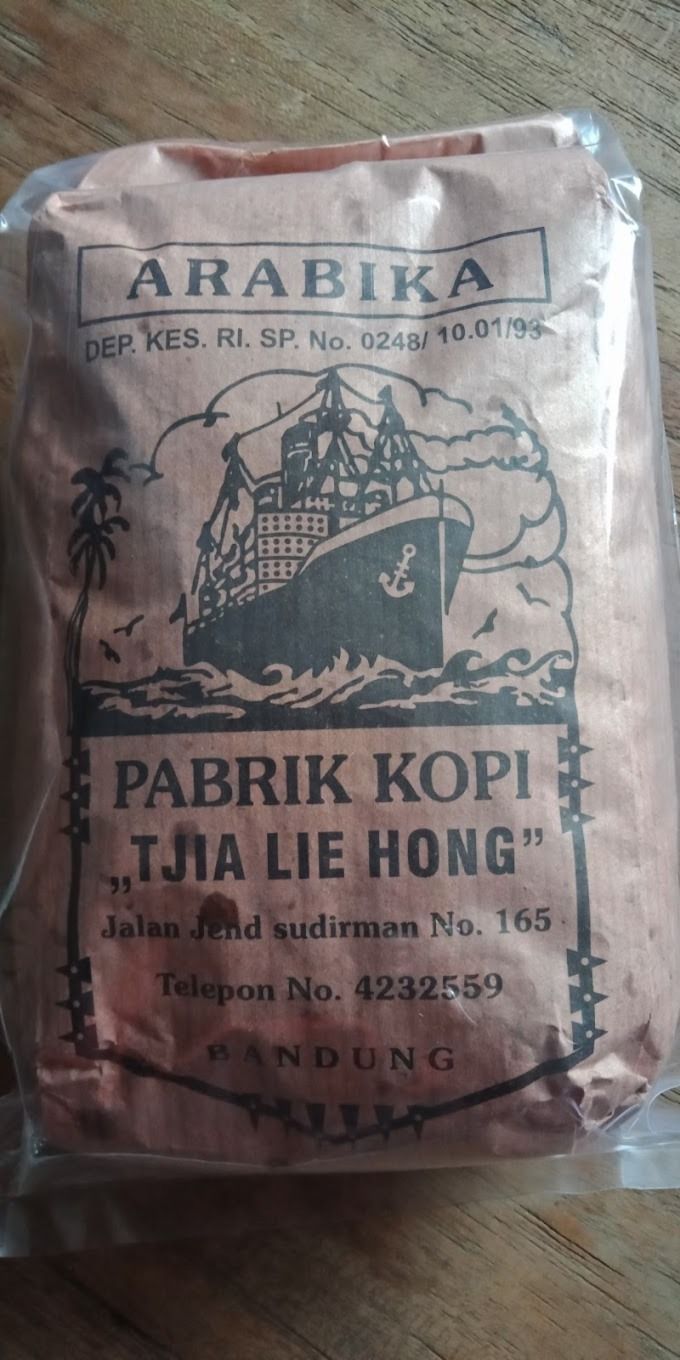 ARABIKA
DEP. KES. RI. SP. No. 0248/ 10.01/93
PABRIK KOPI
„TJIA LIE HONG”
Jalan Jend sudirman No. 165
Telepon No. 4232559
BANDUNG